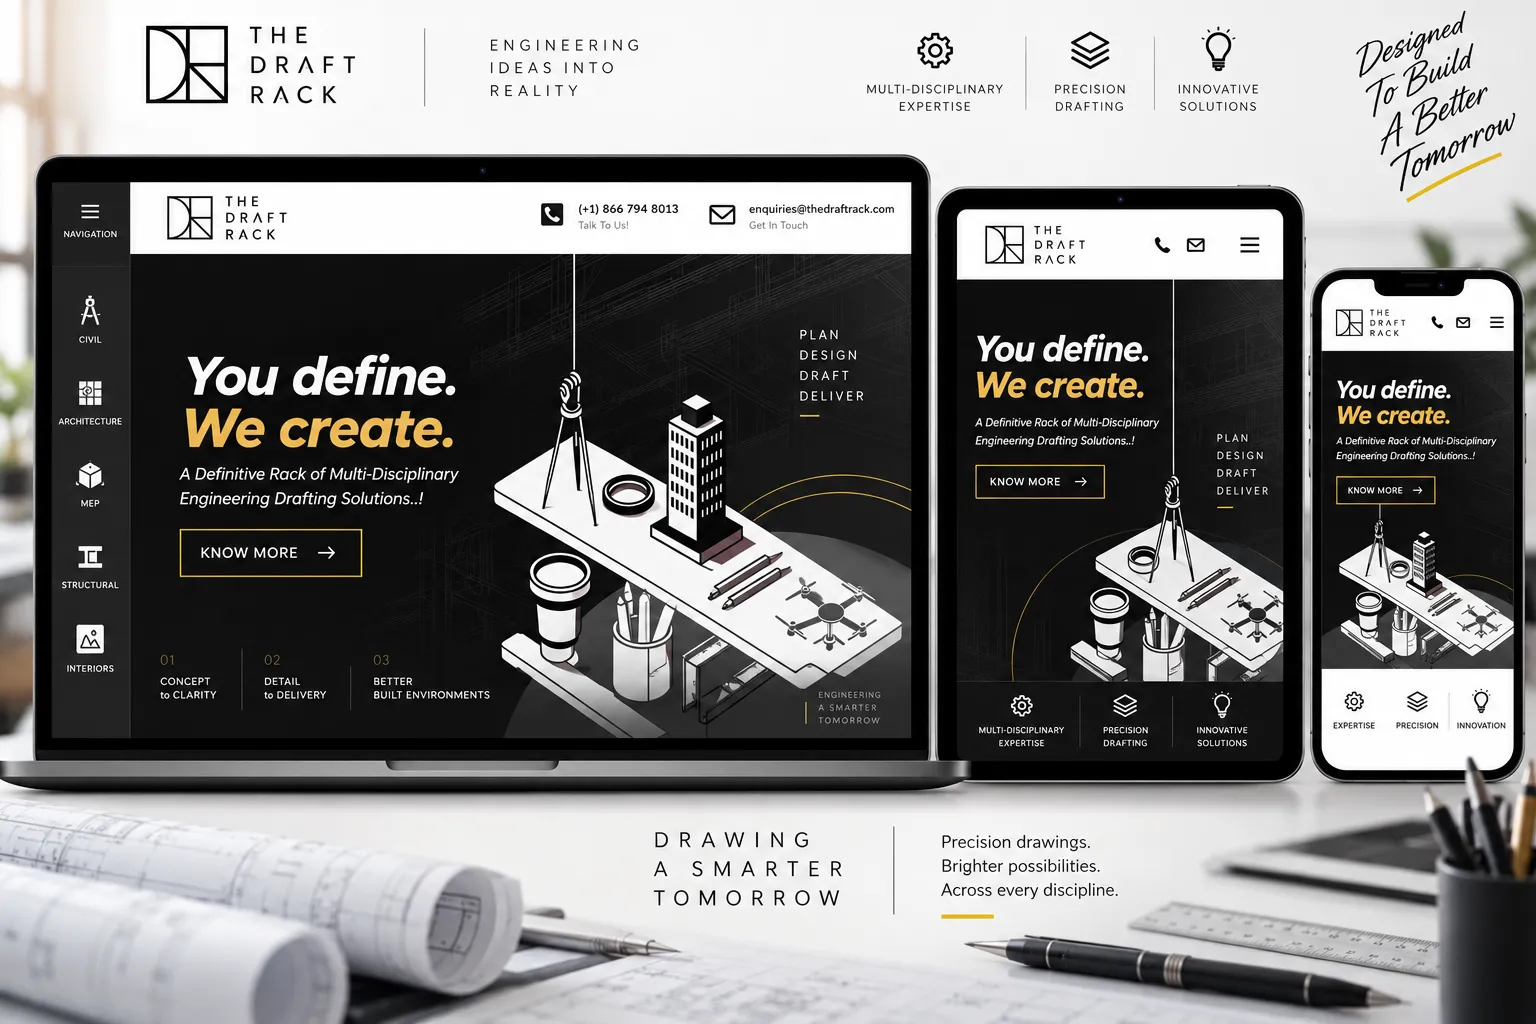 THE
DRAFT
RACK
ENGINEERING
IDEAS INTO
REALITY
MULTI-DISCIPLINARY
EXPERTISE
PRECISION
DRAFTING
INNOVATIVE
SOLUTIONS
Designed
To Build
A Better
Tomorrow
NAVIGATION
CIVIL
ARCHITECTURE
MEP
STRUCTURAL
INTERIORS
THE
DRAFT
RACK
(+1) 866 794 8013
Talk To Us!
enquiries@thedraftrack.com
Get In Touch
You define.
We create.
A Definitive Rack of Multi-Disciplinary
Engineering Drafting Solutions..!
KNOW MORE
PLAN
DESIGN
DRAFT
DELIVER
01
CONCEPT
to CLARITY
02
DETAIL
to DELIVERY
03
BETTER
BUILT ENVIRONMENTS
ENGINEERING
A SMARTER
TOMORROW
THE
DRAFT
RACK
You define.
We create.
A Definitive Rack of Multi-Disciplinary
Engineering Drafting Solutions..!
KNOW MORE
PLAN
DESIGN
DRAFT
DELIVER
MULTI-DISCIPLINARY
EXPERTISE
PRECISION
DRAFTING
INNOVATIVE
SOLUTIONS
THE
DRAFT
RACK
You define.
We create.
A Definitive Rack of Multi-Disciplinary
Engineering Drafting Solutions..!
KNOW MORE
EXPERTISE
PRECISION
INNOVATION
DRAWING
A SMARTER
TOMORROW
Precision drawings.
Brighter possibilities.
Across every discipline.